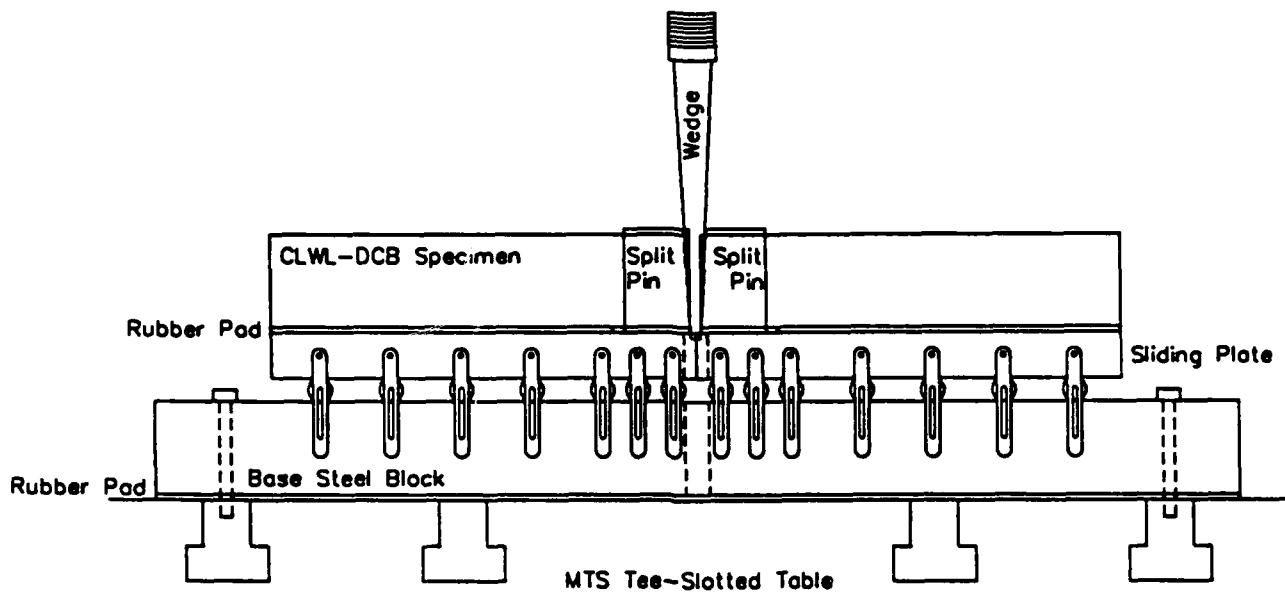 Wedge
CLWL-DCB Specimen
Split
Pin
Split
Pin
Rubber Pad
Sliding Plate
Rubber Pad
Base Steel Block
MTS Tee-Slotted Table